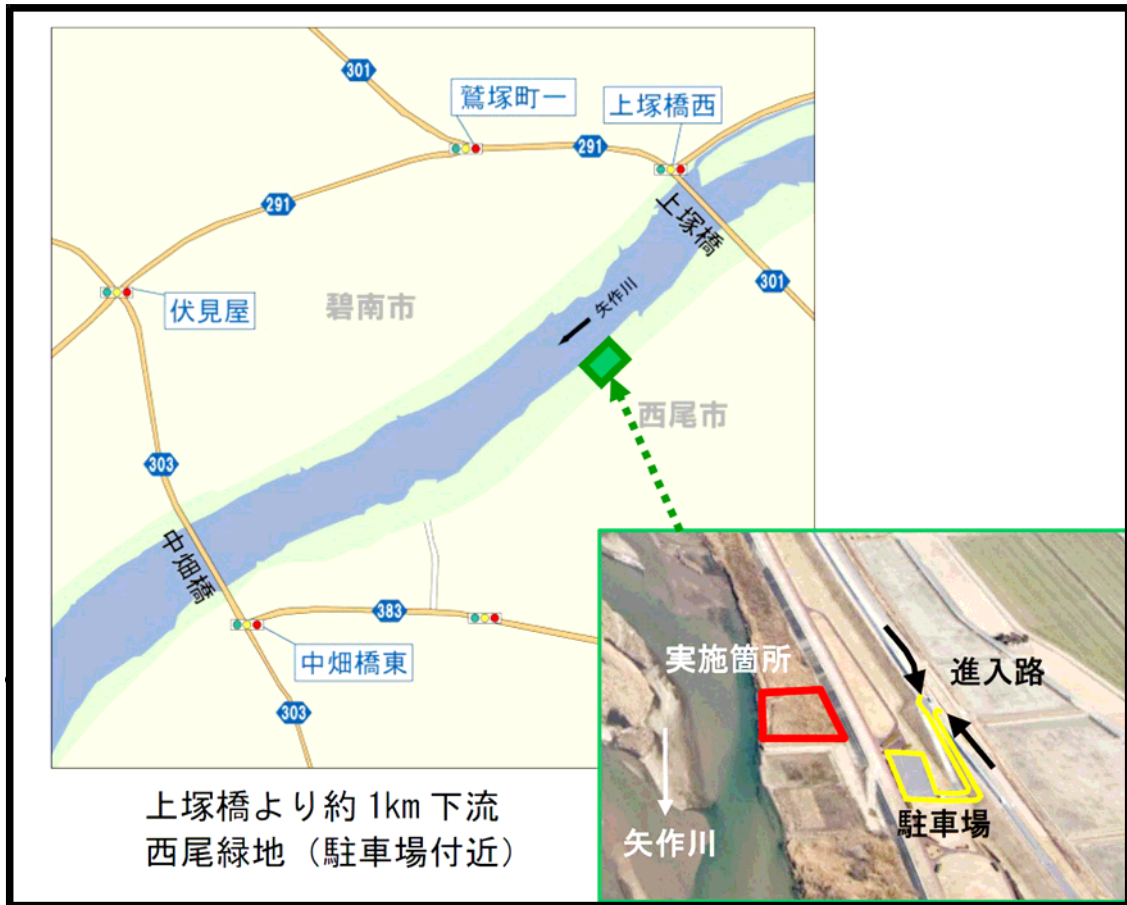 301
鷲塚町一
上塚橋西
291
291
上塚橋
301
伏見屋
碧南市
矢作川
西尾市
303
中畑橋
383
中畑橋東
303
実施箇所
進入路
駐車場
矢作川
上塚橋より約1km下流
西尾緑地（駐車場付近）